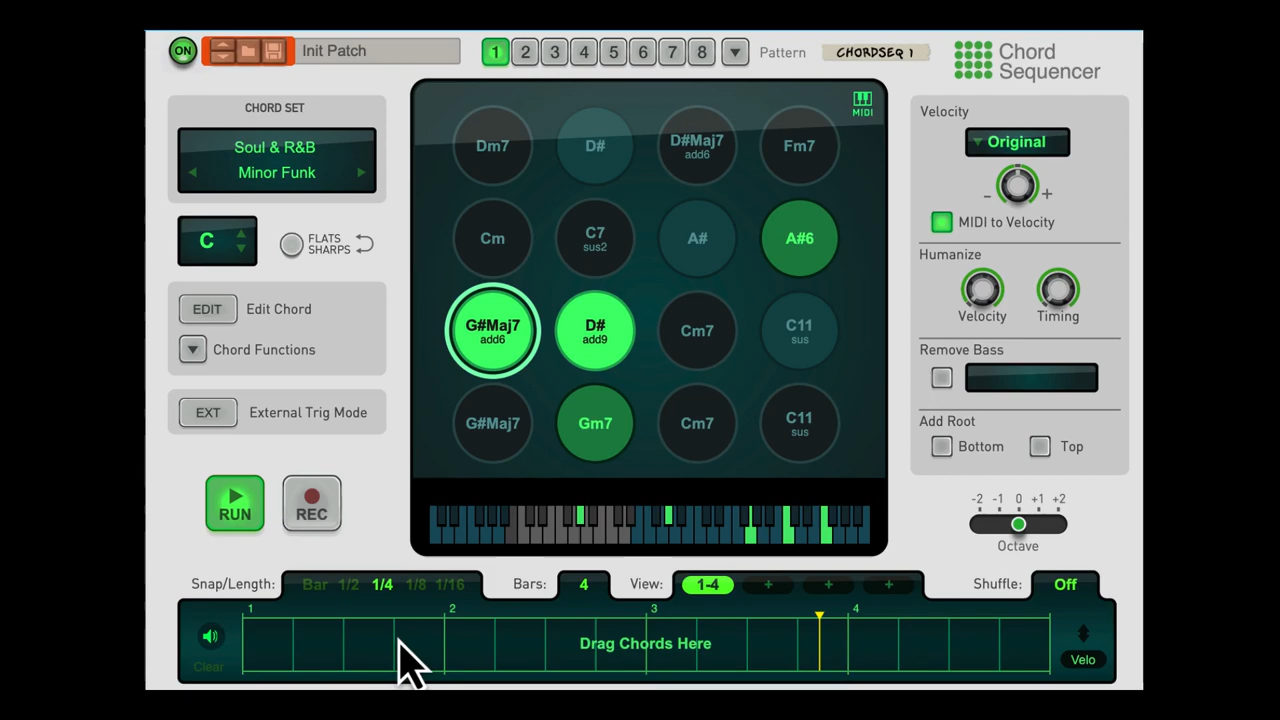 ON
Init Patch
1 2 3 4 5 6 7 8
Pattern
CHORDSEQ 1
Chord
Sequencer
CHORD SET
Soul & R&B
Minor Funk
C
FLATS
SHARPS
EDIT
Edit Chord
Chord Functions
EXT
External Trig Mode
RUN
REC
MIDI
Dm7
D#
D#Maj7
add6
Fm7
Cm
C7
sus2
A#
A#6
G#Maj7
add6
D#
add9
Cm7
C11
sus
G#Maj7
Gm7
Cm7
C11
sus
Velocity
Original
- +
MIDI to Velocity
Humanize
Velocity
Timing
Remove Bass
Add Root
Bottom
Top
-2 -1 0 +1 +2
Octave
Snap/Length:
Bar 1/2 1/4 1/8 1/16
Bars:
4
View:
1-4
+ + +
Shuffle:
Off
1 2 3 4
Drag Chords Here
Clear
Velo